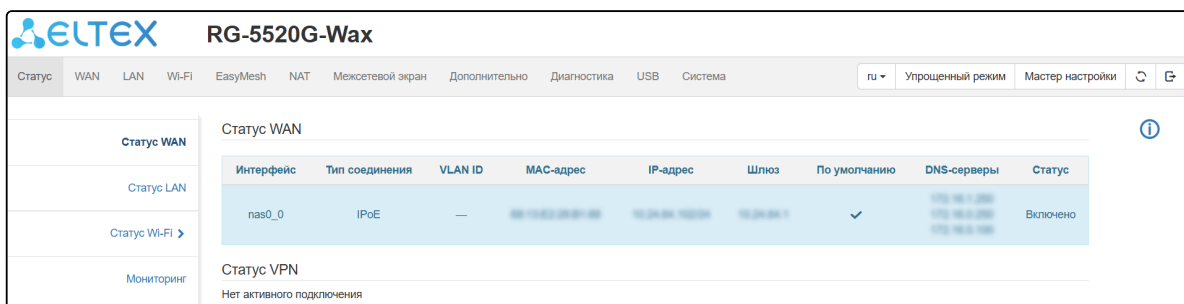 ELTEX RG-5520G-Wax
Статус WAN LAN Wi-Fi EasyMesh NAT Межсетевой экран Дополнительно Диагностика USB Система ru Упрощенный режим Мастер настройки
Статус WAN
Статус LAN
Статус Wi-Fi
Мониторинг
Статус WAN
Интерфейс Тип соединения VLAN ID MAC-адрес IP-адрес Шлюз По умолчанию DNS-серверы Статус
nas0_0 IPoE — Включено
Статус VPN
Нет активного подключения